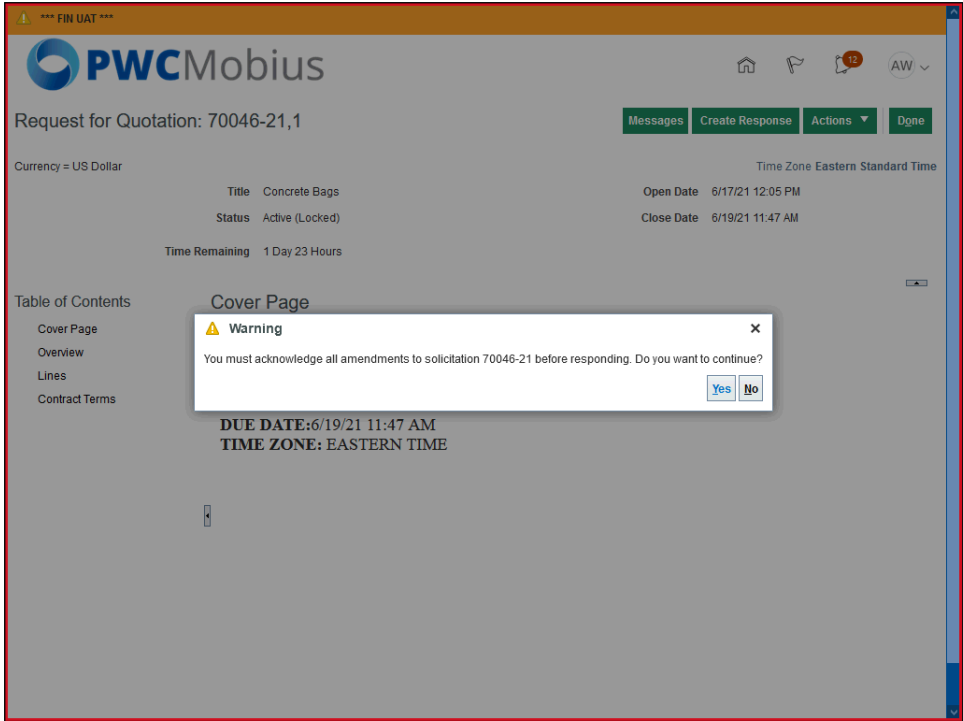 *** FIN UAT ***
PWCMobius
12
AW
Request for Quotation: 70046-21,1
Messages
Create Response
Actions
Done
Currency = US Dollar
Time Zone Eastern Standard Time
Title Concrete Bags
Open Date 6/17/21 12:05 PM
Status Active (Locked)
Close Date 6/19/21 11:47 AM
Time Remaining 1 Day 23 Hours
Table of Contents
Cover Page
Overview
Lines
Contract Terms
Cover Page
Warning
You must acknowledge all amendments to solicitation 70046-21 before responding. Do you want to continue?
Yes
No
DUE DATE:6/19/21 11:47 AM
TIME ZONE: EASTERN TIME